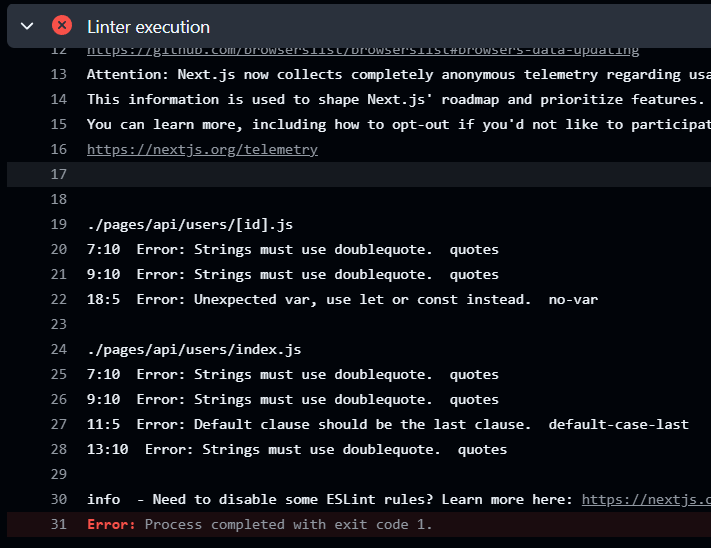 Linter execution
12 https://github.com/browserslist/browserslist#browsers-data-updating
13 Attention: Next.js now collects completely anonymous telemetry regarding usa
14 This information is used to shape Next.js' roadmap and prioritize features.
15 You can learn more, including how to opt-out if you'd not like to participat
16 https://nextjs.org/telemetry
17
18
19 ./pages/api/users/[id].js
20 7:10  Error: Strings must use doublequote.  quotes
21 9:10  Error: Strings must use doublequote.  quotes
22 18:5  Error: Unexpected var, use let or const instead.  no-var
23
24 ./pages/api/users/index.js
25 7:10  Error: Strings must use doublequote.  quotes
26 9:10  Error: Strings must use doublequote.  quotes
27 11:5  Error: Default clause should be the last clause.  default-case-last
28 13:10  Error: Strings must use doublequote.  quotes
29
30 info  - Need to disable some ESLint rules? Learn more here: https://nextjs.o
31 Error: Process completed with exit code 1.